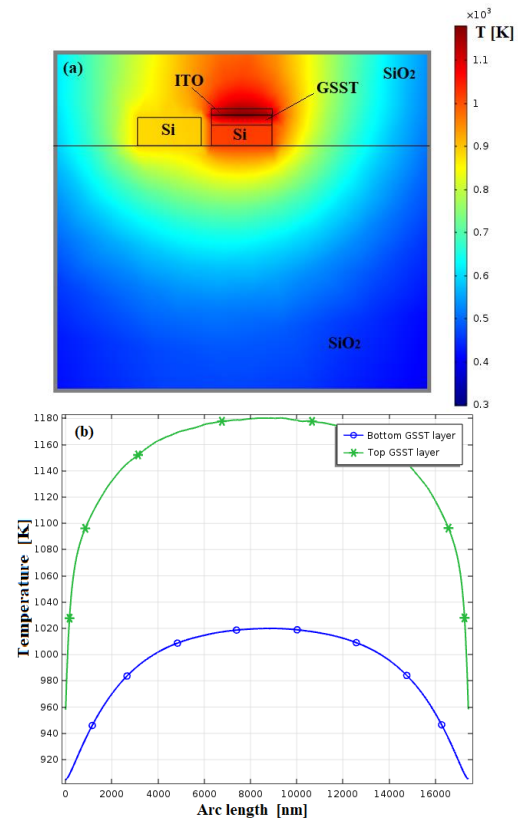 ×10³
T [K]
(a)
SiO₂
ITO
GSST
Si
Si
SiO₂
1.1
1
0.9
0.8
0.7
0.6
0.5
0.4
0.3
(b)
Bottom GSST layer
Top GSST layer
1180
1160
1140
1120
1100
1080
1060
1040
1020
1000
980
960
940
920
Temperature [K]
0
2000
4000
6000
8000
10000
12000
14000
16000
Arc length [nm]